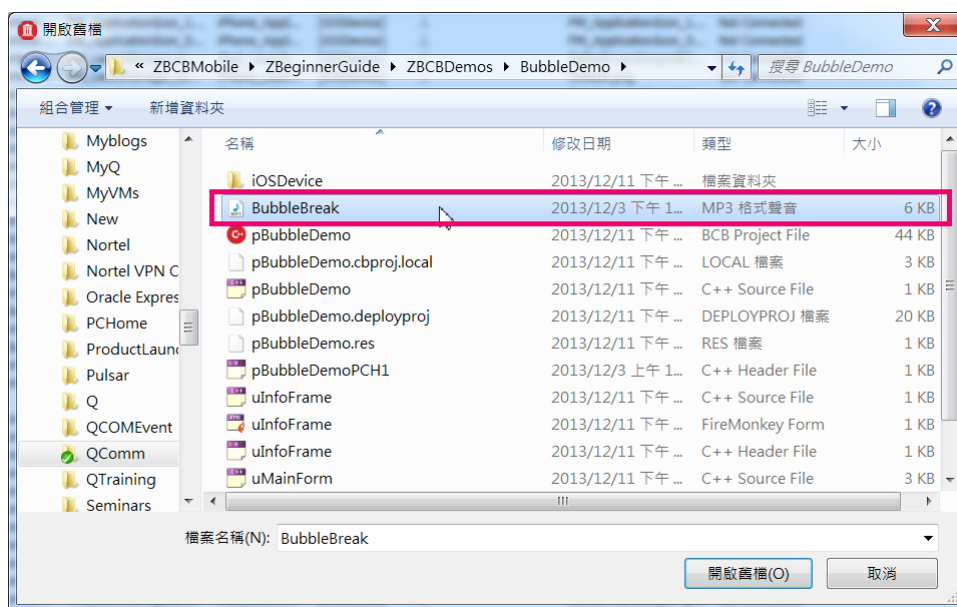 開啟舊檔
« ZBCBMobile ▸ ZBeginnerGuide ▸ ZBCBDemos ▸ BubbleDemo ▸ 搜尋 BubbleDemo
組合管理 新增資料夾
Myblogs
MyQ
MyVMs
New
Nortel
Nortel VPN C
Oracle Expres
PCHome
ProductLaun
Pulsar
Q
QCOMEvent
QComm
QTraining
Seminars
名稱 修改日期 類型 大小
iOSDevice 2013/12/11 下午 ... 檔案資料夾
BubbleBreak 2013/12/3 下午 1... MP3 格式聲音 6 KB
pBubbleDemo 2013/12/11 下午 ... BCB Project File 44 KB
pBubbleDemo.cbproj.local 2013/12/11 下午 ... LOCAL 檔案 3 KB
pBubbleDemo 2013/12/11 下午 ... C++ Source File 1 KB
pBubbleDemo.deployproj 2013/12/11 下午 ... DEPLOYPROJ 檔案 20 KB
pBubbleDemo.res 2013/12/11 下午 ... RES 檔案 1 KB
pBubbleDemoPCH1 2013/12/3 上午 1... C++ Header File 1 KB
uInfoFrame 2013/12/11 下午 ... C++ Source File 1 KB
uInfoFrame 2013/12/11 下午 ... FireMonkey Form 1 KB
uInfoFrame 2013/12/11 下午 ... C++ Header File 1 KB
uMainForm 2013/12/11 下午 ... C++ Source File 3 KB
檔案名稱(N): BubbleBreak
開啟舊檔(O) 取消